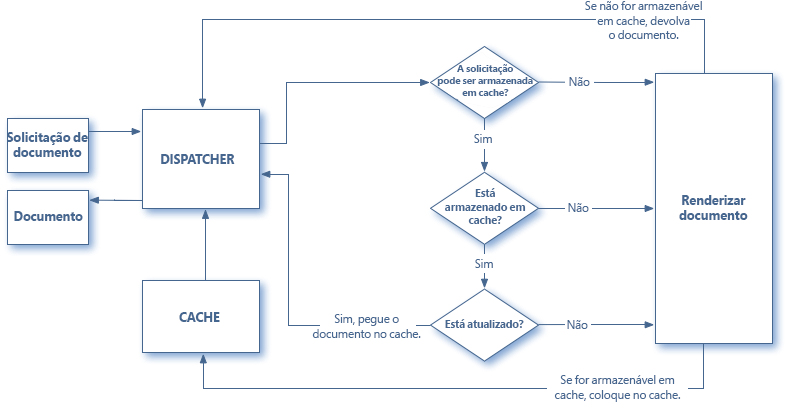 Se não for armazenável
em cache, devolva
o documento.
A solicitação
pode ser armazenada
em cache?
Não
Solicitação de
documento
DISPATCHER
Sim
Documento
Está
armazenado em
cache?
Não
Renderizar
documento
Sim
CACHE
Sim, pegue o
documento no cache.
Está atualizado?
Não
Se for armazenável em
cache, coloque no cache.